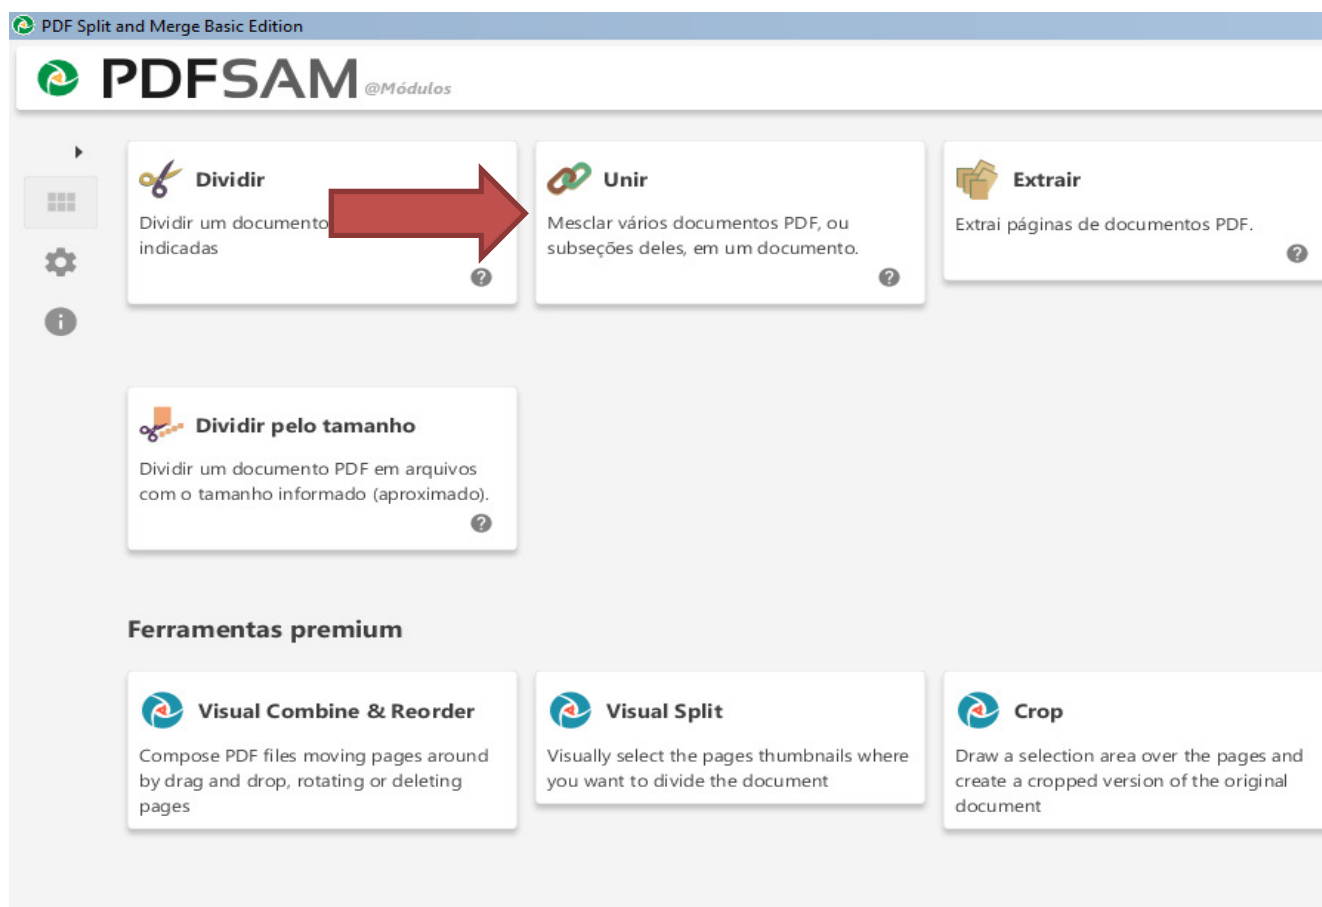 PDF Split and Merge Basic Edition
PDFSAM @Módulos
Dividir
Dividir um documento
indicadas
Unir
Mesclar vários documentos PDF, ou
subseções deles, em um documento.
Extrair
Extrai páginas de documentos PDF.
Dividir pelo tamanho
Dividir um documento PDF em arquivos
com o tamanho informado (aproximado).
Ferramentas premium
Visual Combine & Reorder
Compose PDF files moving pages around
by drag and drop, rotating or deleting
pages
Visual Split
Visually select the pages thumbnails where
you want to divide the document
Crop
Draw a selection area over the pages and
create a cropped version of the original
document